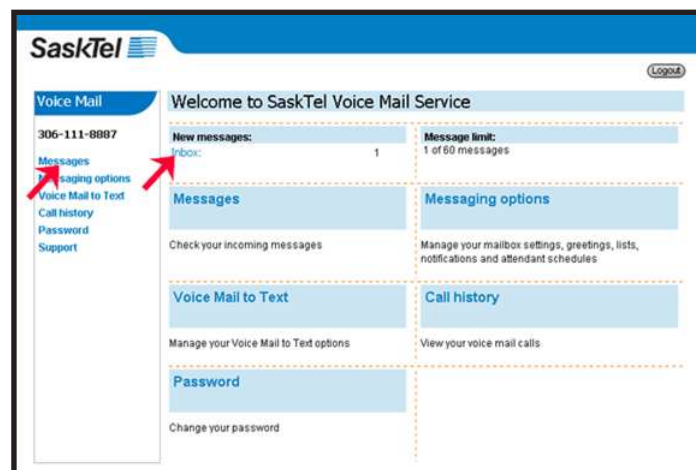 SaskTel
Logout
Voice Mail
306-111-8887
Messages
Messaging options
Voice Mail to Text
Call history
Password
Support
Welcome to SaskTel Voice Mail Service
New messages:
Inbox: 1
Message limit:
1 of 60 messages
Messages
Check your incoming messages
Messaging options
Manage your mailbox settings, greetings, lists,
notifications and attendant schedules
Voice Mail to Text
Manage your Voice Mail to Text options
Call history
View your voice mail calls
Password
Change your password